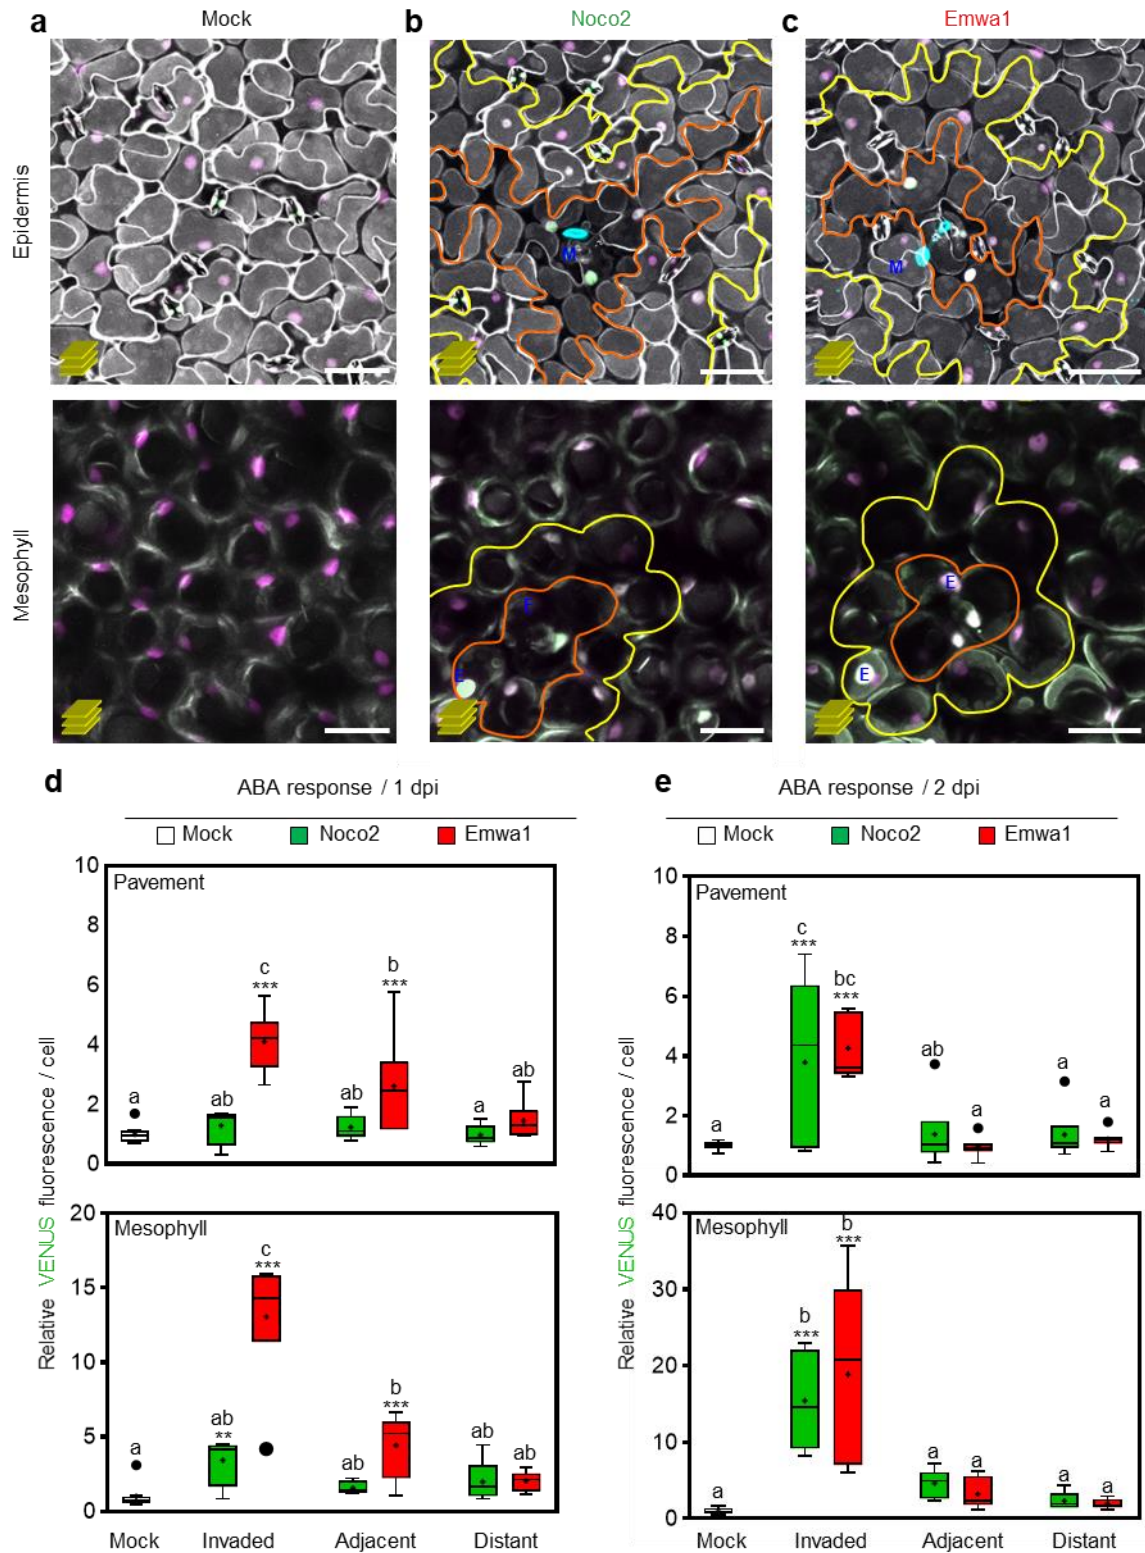 a Mock b Noco2 c Emwa1
Epidermis
M
M
Mesophyll
E
E
E
E
d ABA response / 1 dpi
Mock Noco2 Emwa1
Relative VENUS fluorescence / cell
10
8
6
4
2
0
Pavement
a ab c *** ab b *** a ab
20
15
10
5
0
Mesophyll
a ab ** c *** a b *** ab ab
Mock Invaded Adjacent Distant
e ABA response / 2 dpi
Mock Noco2 Emwa1
Relative VENUS fluorescence / cell
10
8
6
4
2
0
Pavement
a c *** bc *** ab a a a
40
30
20
10
0
Mesophyll
a b *** b *** a a a a
Mock Invaded Adjacent Distant